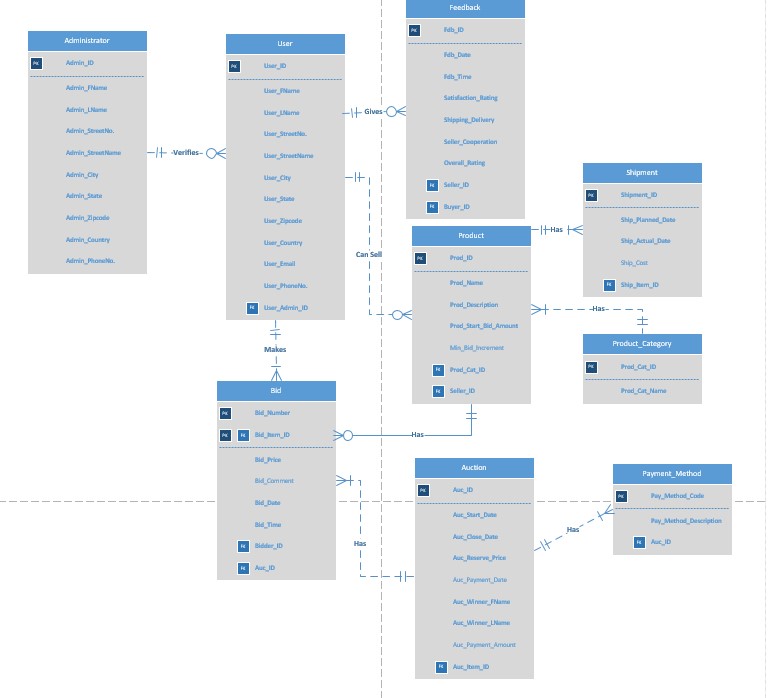 Administrator
PK Admin_ID
Admin_FName
Admin_LName
Admin_StreetNo.
Admin_StreetName
Admin_City
Admin_State
Admin_Zipcode
Admin_Country
Admin_PhoneNo.
Verifies
User
PK User_ID
User_FName
User_LName
User_StreetNo.
User_StreetName
User_City
User_State
User_Zipcode
User_Country
User_Email
User_PhoneNo.
FK User_Admin_ID
Gives
Can Sell
Makes
Feedback
PK Fdb_ID
Fdb_Date
Fdb_Time
Satisfaction_Rating
Shipping_Delivery
Seller_Cooperation
Overall_Rating
FK Seller_ID
FK Buyer_ID
Product
PK Prod_ID
Prod_Name
Prod_Description
Prod_Start_Bid_Amount
Min_Bid_Increment
FK Prod_Cat_ID
FK Seller_ID
Has
Shipment
PK Shipment_ID
Ship_Planned_Date
Ship_Actual_Date
Ship_Cost
FK Ship_Item_ID
Has
Product_Category
PK Prod_Cat_ID
Prod_Cat_Name
Bid
PK Bid_Number
PK FK Bid_Item_ID
Bid_Price
Bid_Comment
Bid_Date
Bid_Time
FK Bidder_ID
FK Auc_ID
Has
Has
Auction
PK Auc_ID
Auc_Start_Date
Auc_Close_Date
Auc_Reserve_Price
Auc_Payment_Date
Auc_Winner_FName
Auc_Winner_LName
Auc_Payment_Amount
FK Auc_Item_ID
Has
Payment_Method
PK Pay_Method_Code
Pay_Method_Description
FK Auc_ID